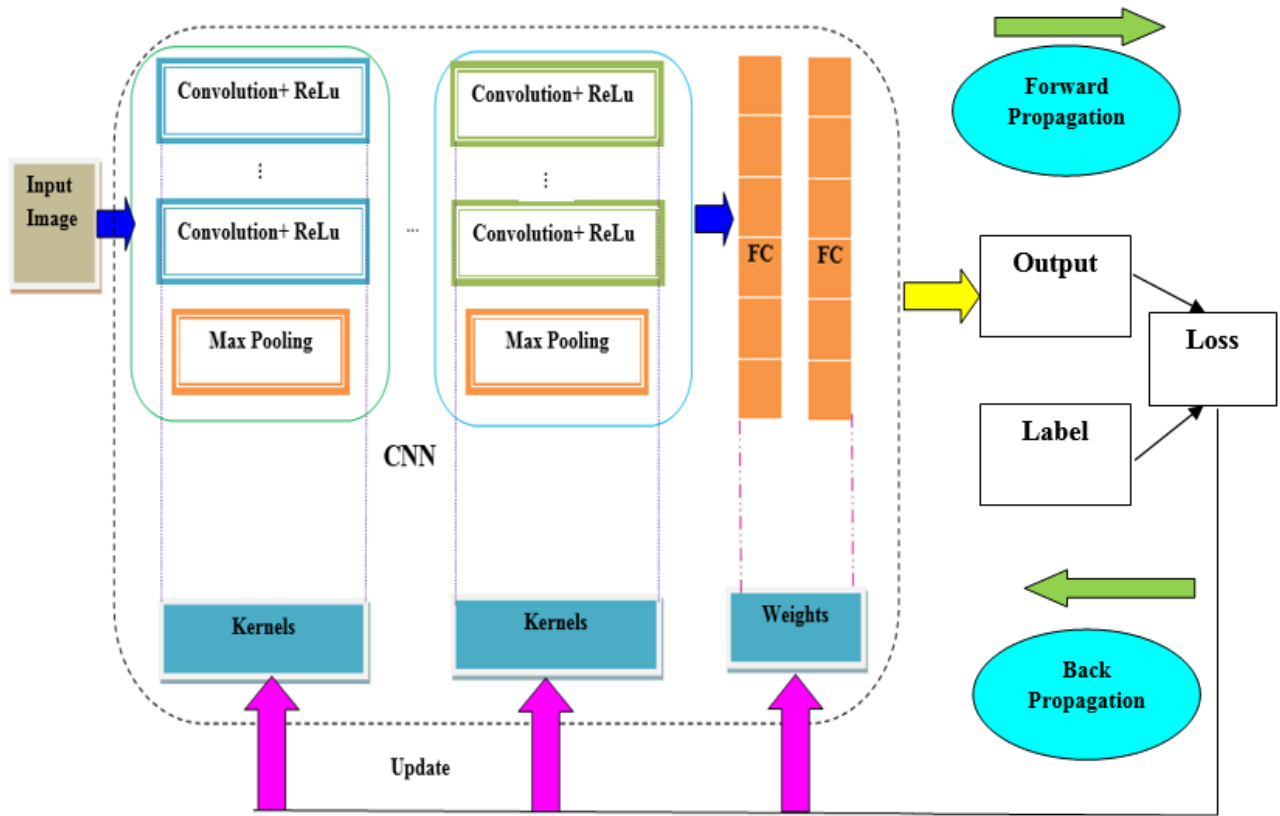 Input
Image
Convolution+ ReLu
⋮
Convolution+ ReLu
Max Pooling
...
Convolution+ ReLu
⋮
Convolution+ ReLu
Max Pooling
CNN
FC
FC
Kernels
Kernels
Weights
Update
Forward
Propagation
Output
Label
Loss
Back
Propagation